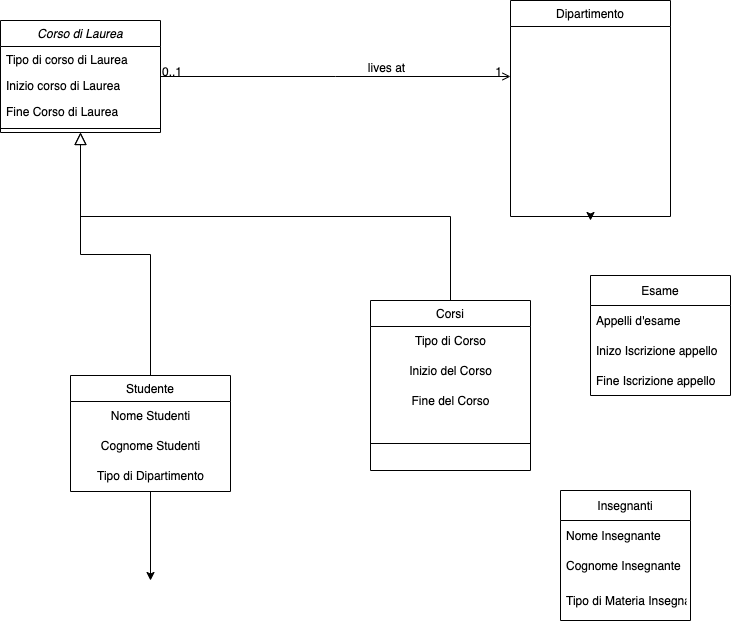 Corso di Laurea
Tipo di corso di Laurea
Inizio corso di Laurea
Fine Corso di Laurea
0..1
lives at
1
Dipartimento
Esame
Appelli d'esame
Inizo Iscrizione appello
Fine Iscrizione appello
Corsi
Tipo di Corso
Inizio del Corso
Fine del Corso
Studente
Nome Studenti
Cognome Studenti
Tipo di Dipartimento
Insegnanti
Nome Insegnante
Cognome Insegnante
Tipo di Materia Insegna